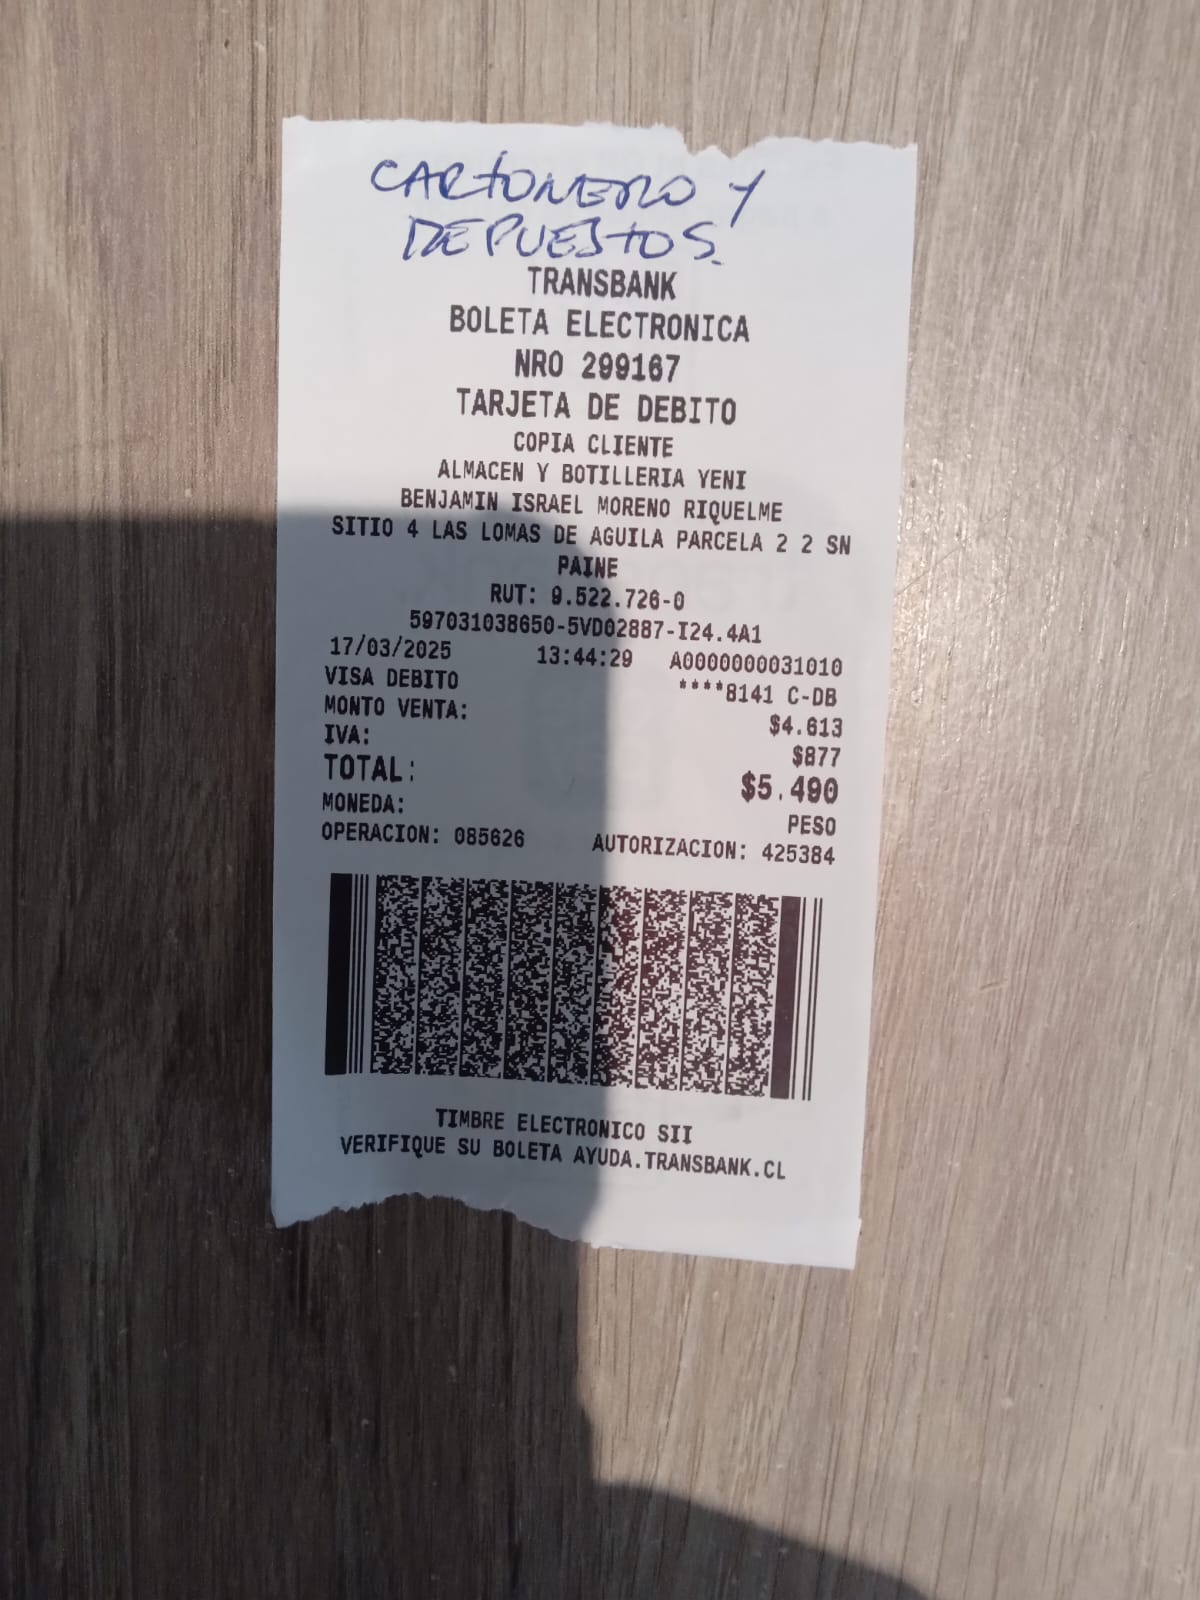 CARTONERO Y
REPUESTOS.
TRANSBANK
BOLETA ELECTRONICA
NRO 299167
TARJETA DE DEBITO
COPIA CLIENTE
ALMACEN Y BOTILLERIA YENI
BENJAMIN ISRAEL MORENO RIQUELME
SITIO 4 LAS LOMAS DE AGUILA PARCELA 2 2 SN
PAINE
RUT: 9.522.726-0
597031038650-5VD02887-I24.4A1
17/03/2025 13:44:29 A0000000031010
VISA DEBITO ****8141 C-DB
MONTO VENTA: $4.613
IVA: $877
TOTAL: $5.490
MONEDA: PESO
OPERACION: 085626 AUTORIZACION: 425384
TIMBRE ELECTRONICO SII
VERIFIQUE SU BOLETA AYUDA.TRANSBANK.CL